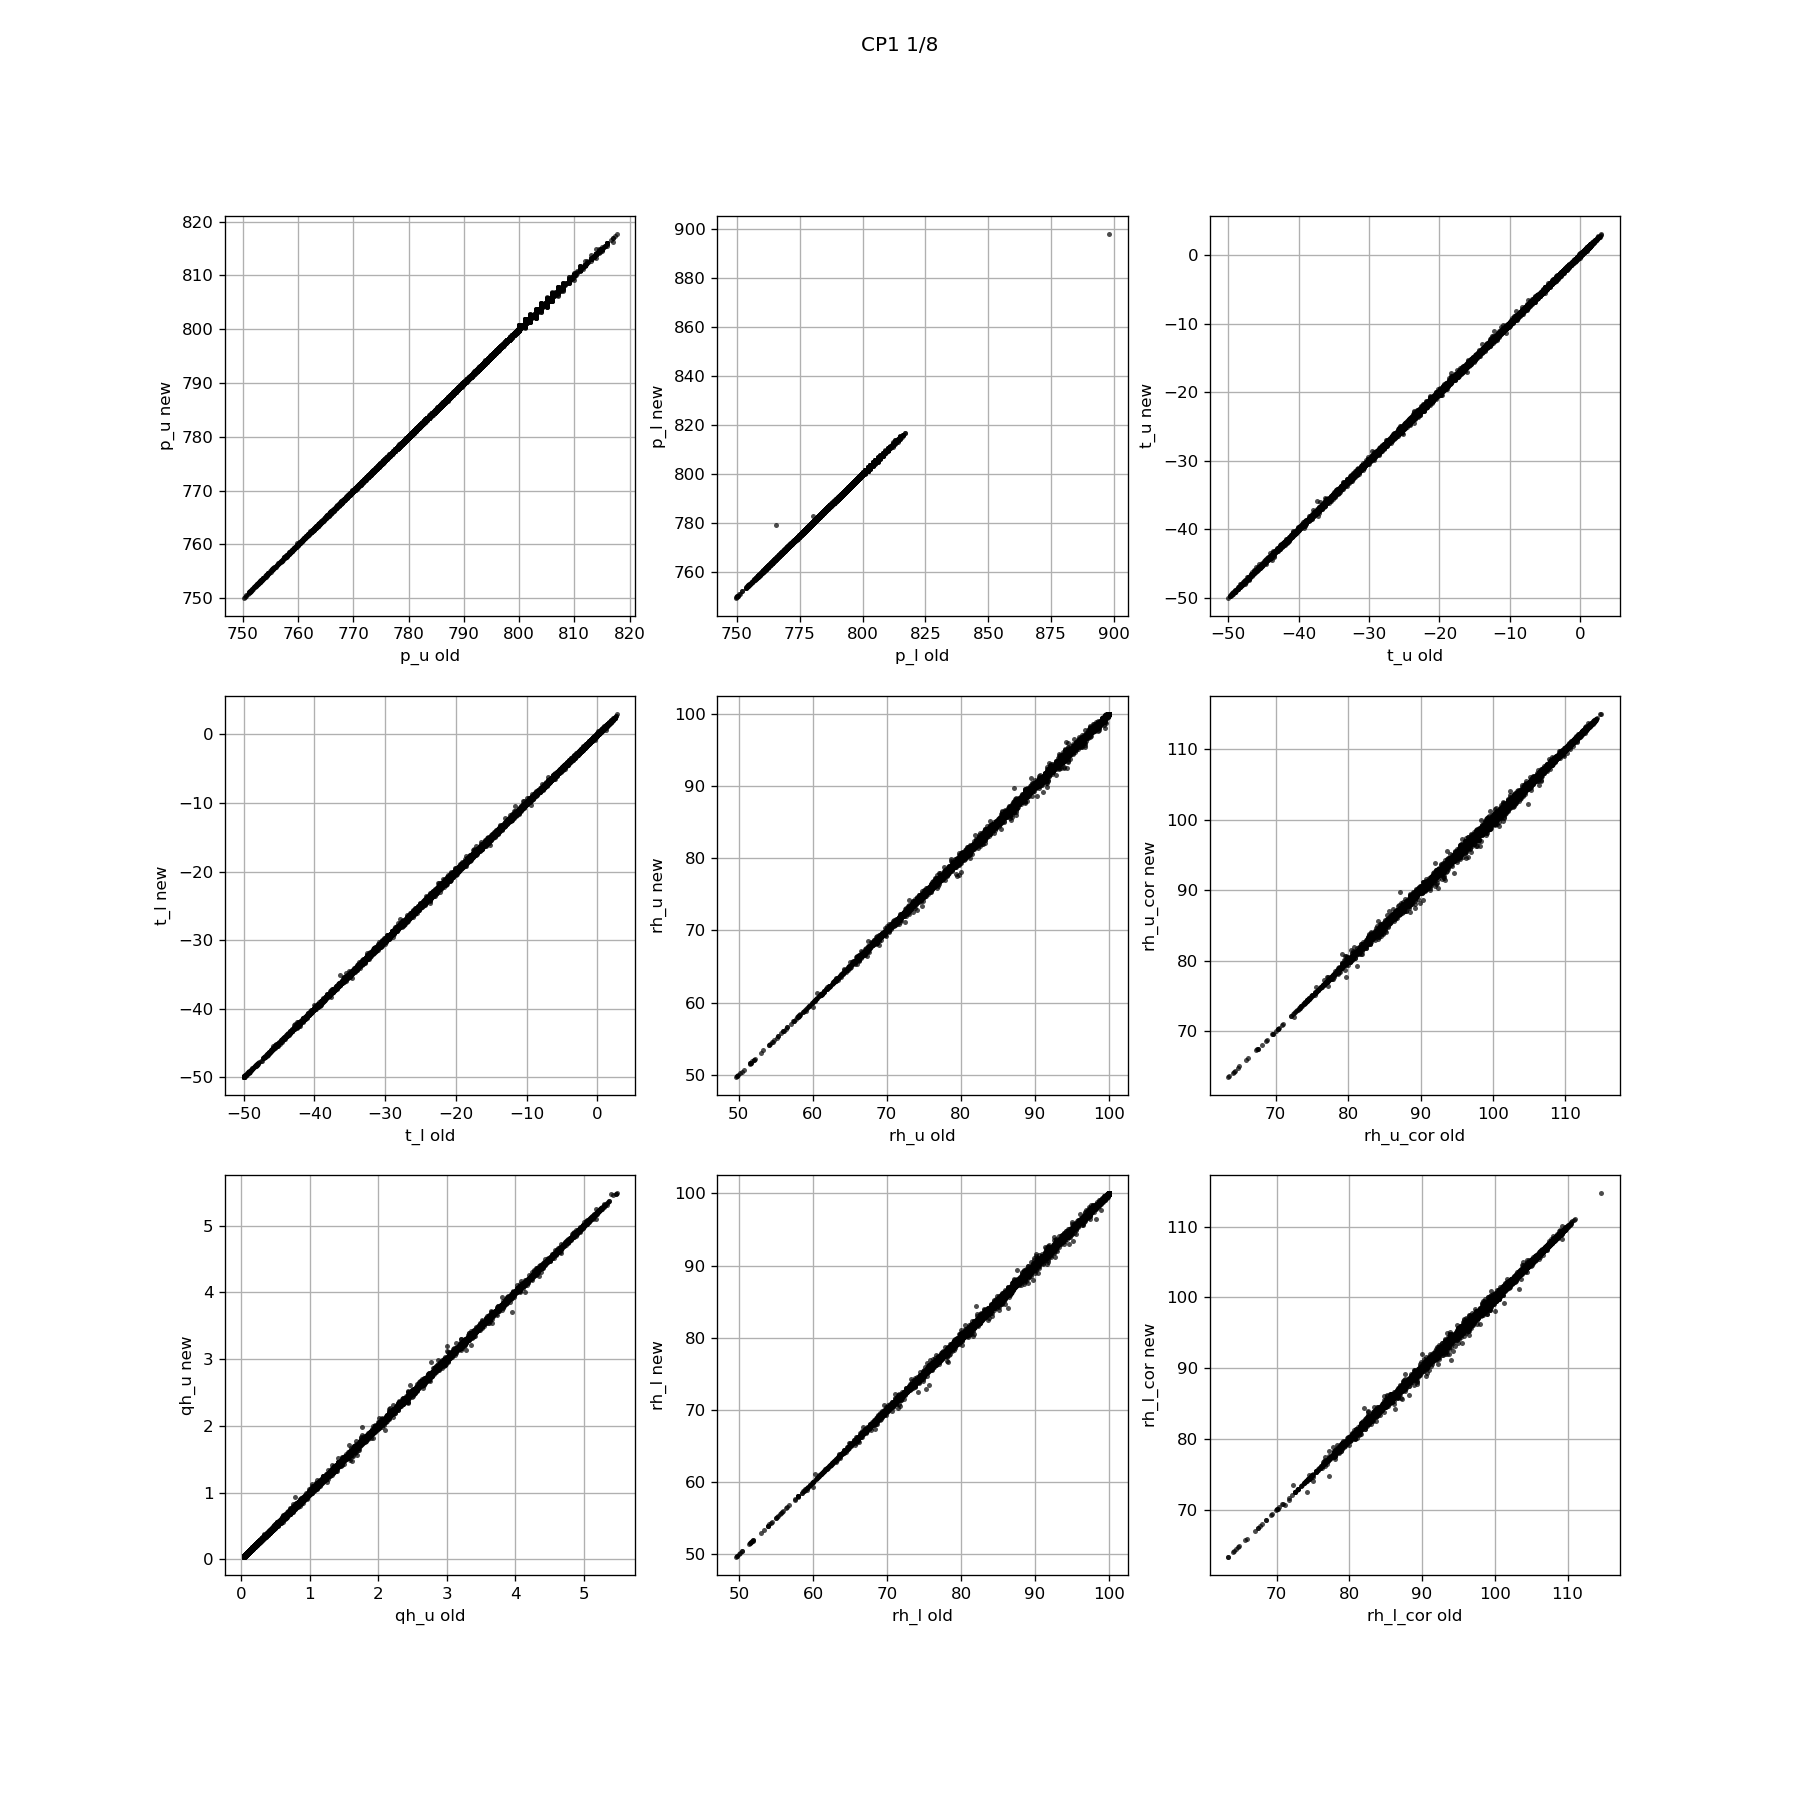 CP1 1/8
820
810
800
790
780
770
760
750
p_u new
750 760 770 780 790 800 810 820
p_u old
900
880
860
840
820
800
780
760
p_l new
750 775 800 825 850 875 900
p_l old
0
−10
−20
−30
−40
−50
t_u new
−50 −40 −30 −20 −10 0
t_u old
0
−10
−20
−30
−40
−50
t_l new
−50 −40 −30 −20 −10 0
t_l old
100
90
80
70
60
50
rh_u new
50 60 70 80 90 100
rh_u old
110
100
90
80
70
rh_u_cor new
70 80 90 100 110
rh_u_cor old
5
4
3
2
1
0
qh_u new
0 1 2 3 4 5
qh_u old
100
90
80
70
60
50
rh_l new
50 60 70 80 90 100
rh_l old
110
100
90
80
70
rh_l_cor new
70 80 90 100 110
rh_l_cor old